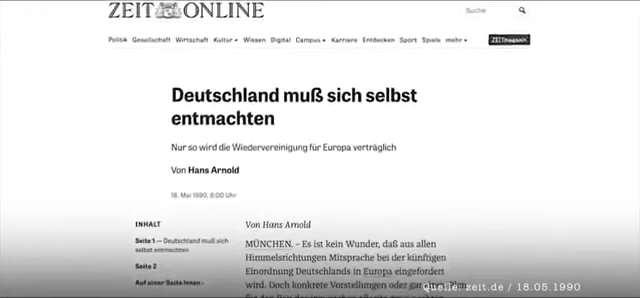 ZEIT ONLINE
Suche
Politik Gesellschaft Wirtschaft Kultur Wissen Digital Campus Karriere Entdecken Sport Spiele mehr ZEITmagazin
Deutschland muß sich selbst
entmachten
Nur so wird die Wiedervereinigung für Europa verträglich
Von Hans Arnold
18. Mai 1990, 8:00 Uhr
INHALT
Seite 1 — Deutschland muß sich
selbst entmachten
Seite 2
Auf einer Seite lesen
Von Hans Arnold
MÜNCHEN. – Es ist kein Wunder, daß aus allen
Himmelsrichtungen Mitsprache bei der künftigen
Einordnung Deutschlands in Europa eingefordert
wird. Doch konkrete Vorstellungen oder gar
Quelle: zeit.de / 18.05.1990